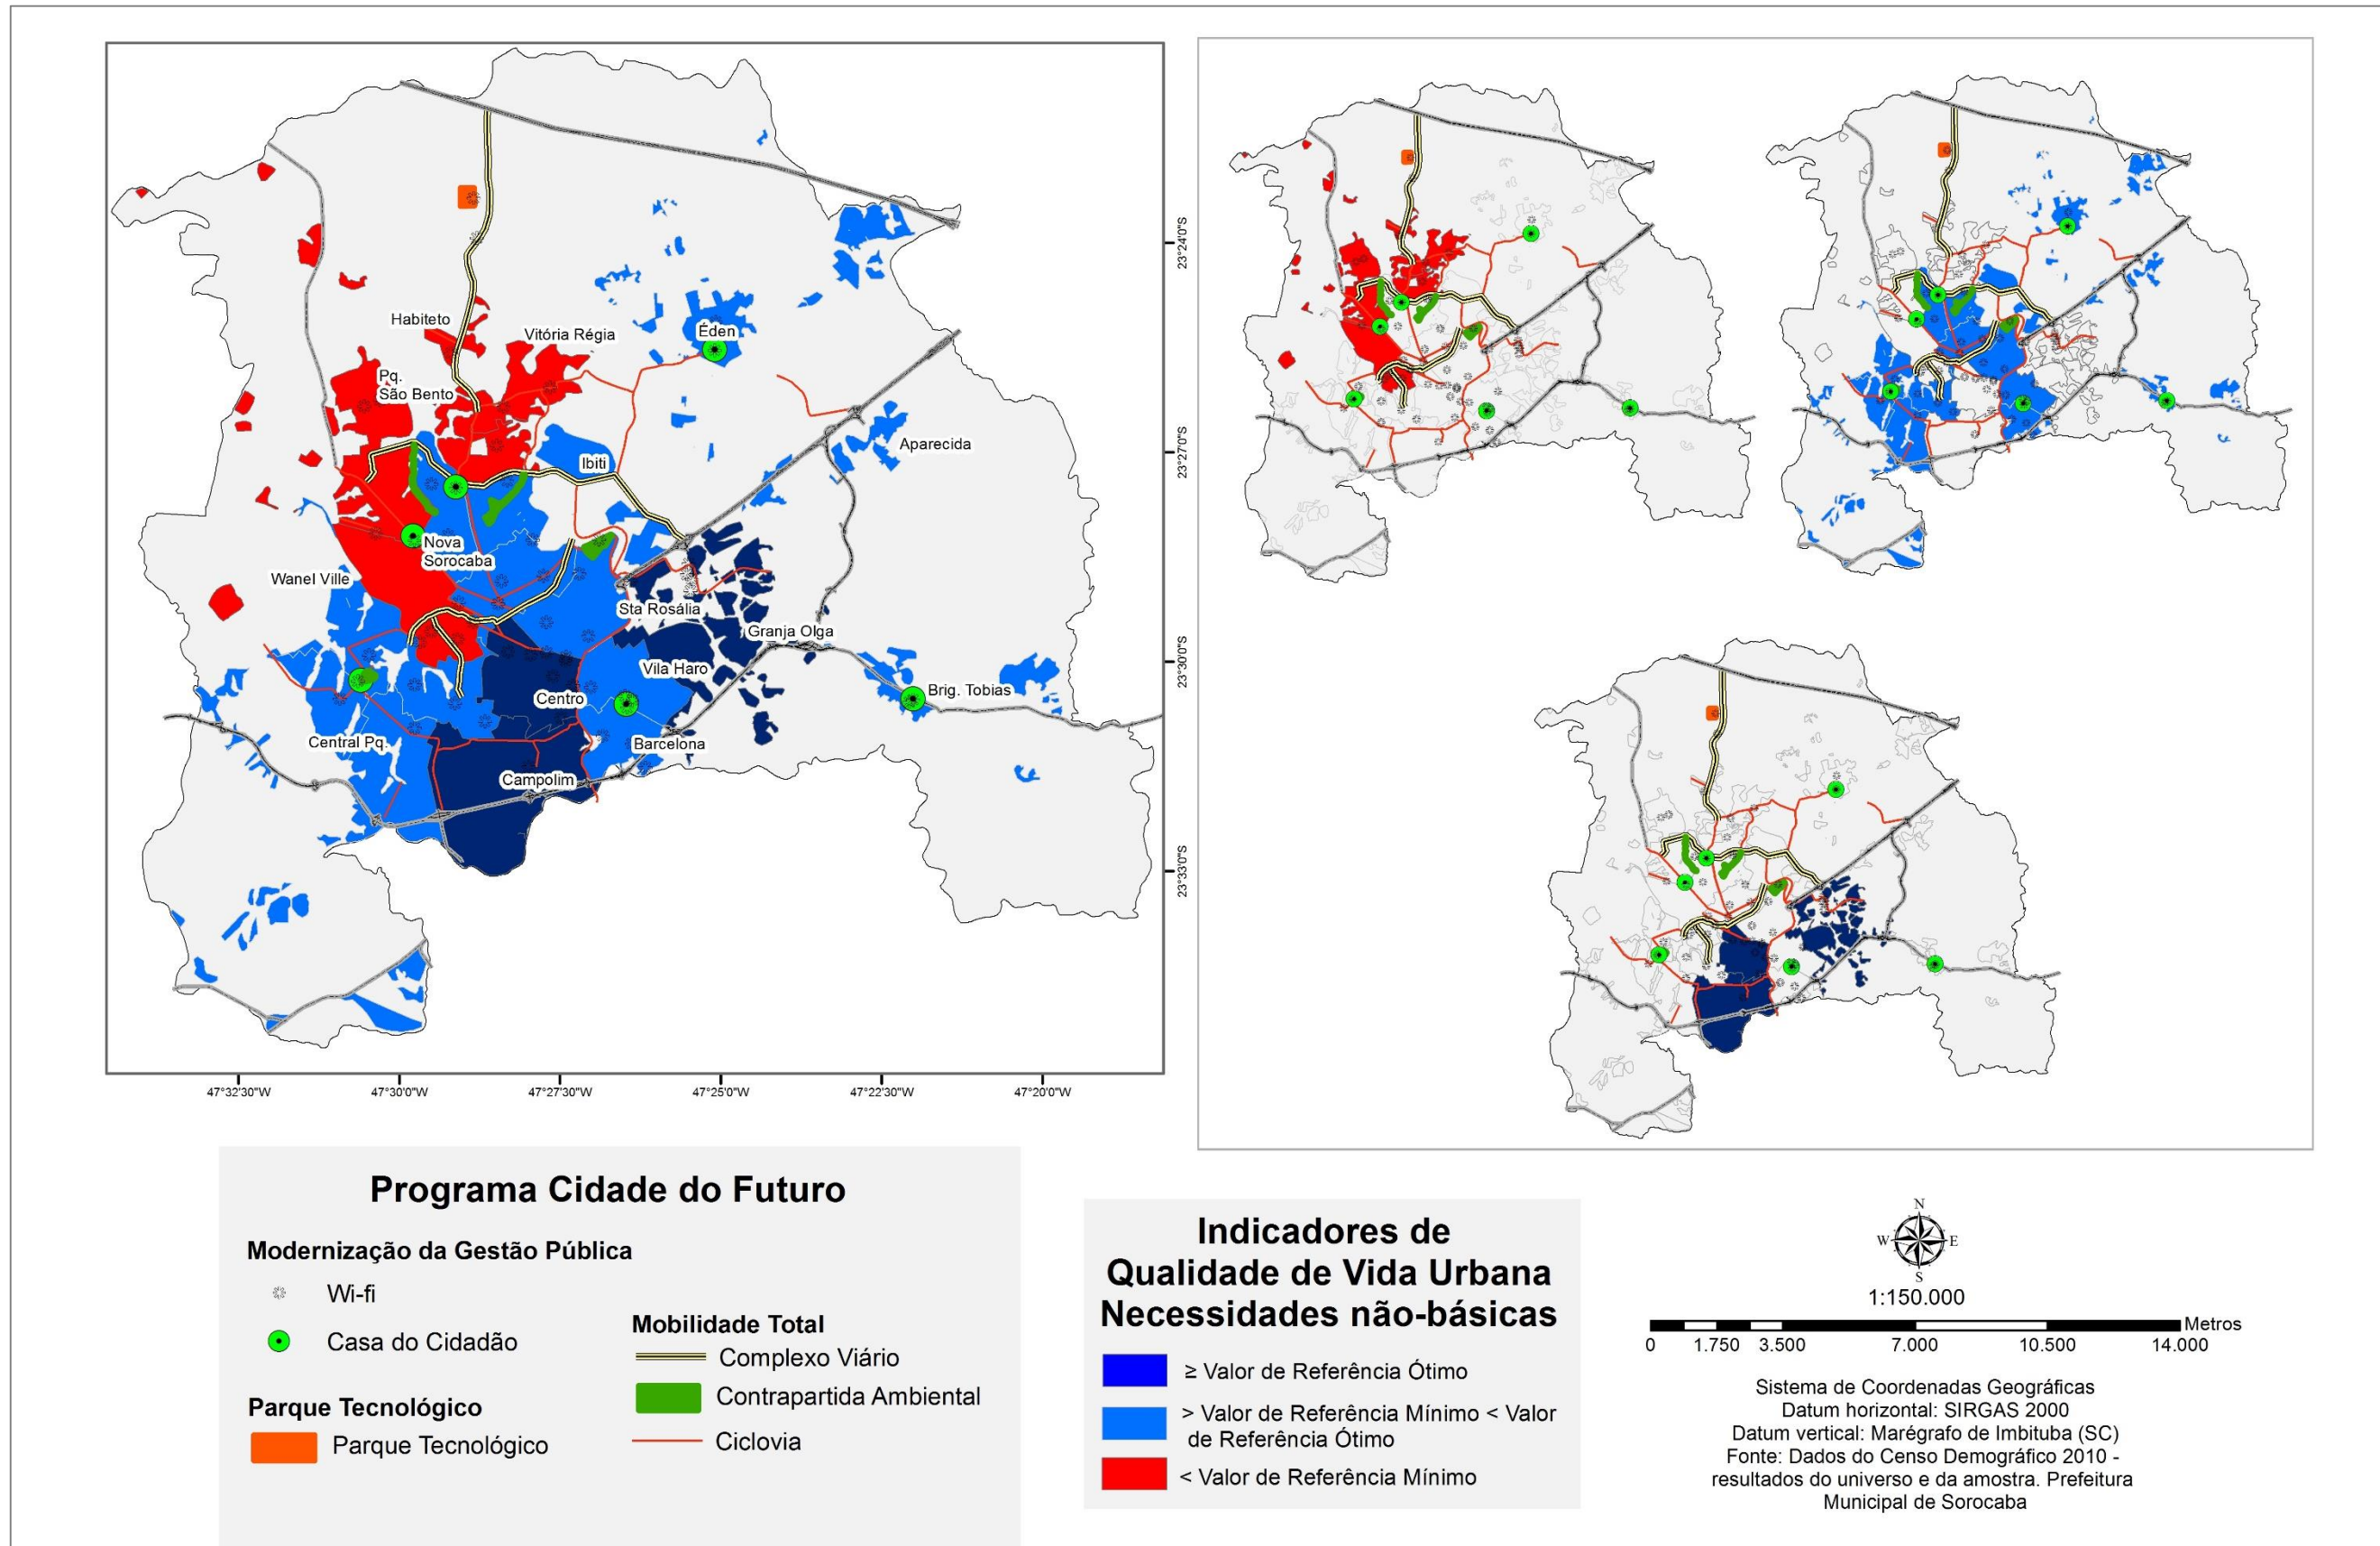 Habiteto
Vitória Régia
Éden
Pq.
São Bento
Ibiti
Aparecida
Nova
Sorocaba
Wanel Ville
Sta Rosália
Granja Olga
Vila Haro
Brig. Tobias
Centro
Central Pq.
Barcelona
Campolim
23°24'0"S
23°27'0"S
23°30'0"S
23°33'0"S
47°32'30"W
47°30'0"W
47°27'30"W
47°25'0"W
47°22'30"W
47°20'0"W
Programa Cidade do Futuro
Modernização da Gestão Pública
Wi-fi
Casa do Cidadão
Parque Tecnológico
Parque Tecnológico
Mobilidade Total
Complexo Viário
Contrapartida Ambiental
Ciclovia
Indicadores de
Qualidade de Vida Urbana
Necessidades não-básicas
≥ Valor de Referência Ótimo
> Valor de Referência Mínimo < Valor
de Referência Ótimo
< Valor de Referência Mínimo
N
W E
S
1:150.000
Metros
0 1.750 3.500 7.000 10.500 14.000
Sistema de Coordenadas Geográficas
Datum horizontal: SIRGAS 2000
Datum vertical: Marégrafo de Imbituba (SC)
Fonte: Dados do Censo Demográfico 2010 -
resultados do universo e da amostra. Prefeitura
Municipal de Sorocaba